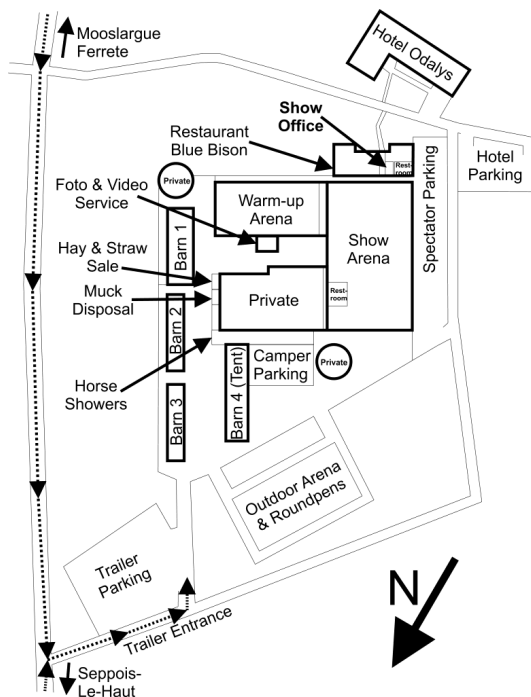 Mooslargue
Ferrete
Hotel Odalys
Show
Office
Restaurant
Blue Bison
Rest-
room
Hotel
Parking
Spectator Parking
Private
Foto & Video
Service
Warm-up
Arena
Show
Arena
Barn 1
Hay & Straw
Sale
Muck
Disposal
Private
Rest-
room
Barn 2
Horse
Showers
Camper
Parking
Private
Barn 3
Barn 4 (Tent)
Outdoor Arena
& Roundpens
Trailer
Parking
Trailer Entrance
N
Seppois-
Le-Haut